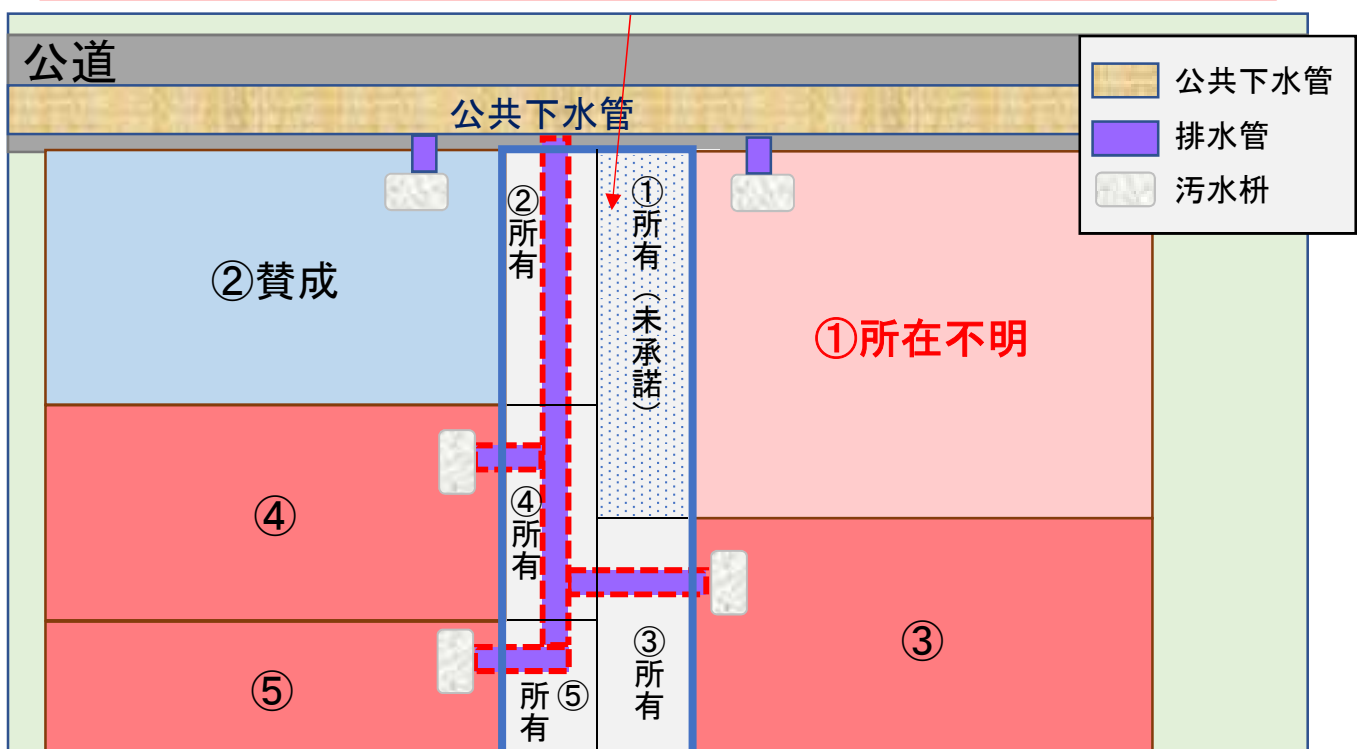 公道
公共下水管
公共下水管
排水管
汚水枡
②所有
①所有（未承諾）
②賛成
①所在不明
④
④所有
③
③所有
⑤
⑤所有